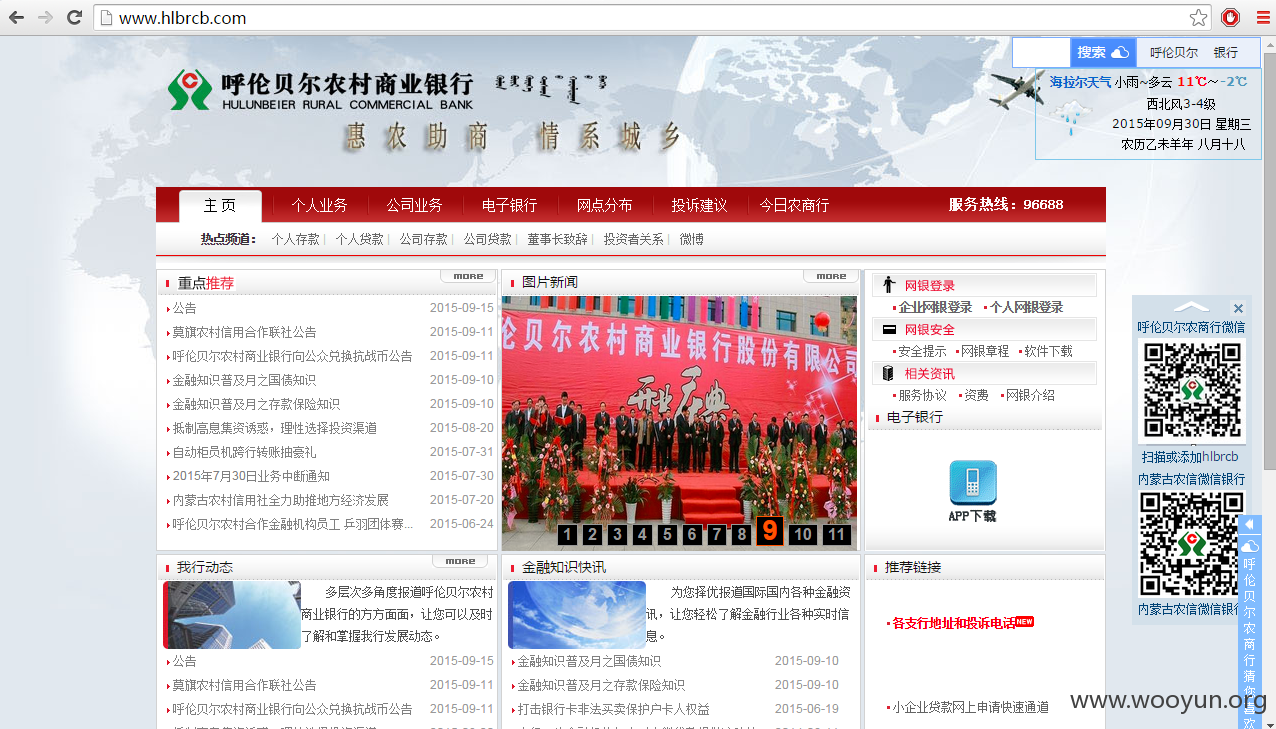 www.hlbrcb.com
搜索 呼伦贝尔 银行
呼伦贝尔农村商业银行
HULUNBEIER RURAL COMMERCIAL BANK
惠农助商 情系城乡
海拉尔天气 小雨~多云 11℃~-2℃
西北风3-4级
2015年09月30日 星期三
农历乙未羊年 八月十八
主 页 个人业务 公司业务 电子银行 网点分布 投诉建议 今日农商行 服务热线：96688
热点频道： 个人存款| 个人贷款| 公司存款| 公司贷款| 董事长致辞| 投资者关系| 微博
重点推荐 MORE
公告 2015-09-15
莫旗农村信用合作联社公告 2015-09-11
呼伦贝尔农村商业银行向公众兑换抗战币公告 2015-09-11
金融知识普及月之国债知识 2015-09-10
金融知识普及月之存款保险知识 2015-09-10
抵制高息集资诱惑，理性选择投资渠道 2015-08-20
自动柜员机跨行转账抽豪礼 2015-07-31
2015年7月30日业务中断通知 2015-07-30
内蒙古农村信用社全力助推地方经济发展 2015-07-20
呼伦贝尔农村合作金融机构员工 乒羽团体赛... 2015-06-24
图片新闻 MORE
伦贝尔农村商业银行股份有限公司
开业庆典
1 2 3 4 5 6 7 8 9 10 11
网银登录
企业网银登录 个人网银登录
网银安全
安全提示 网银章程 软件下载
相关资讯
服务协议 资费 网银介绍
电子银行
APP下载
呼伦贝尔农商行微信
扫描或添加hlbrcb
内蒙古农信微信银行
内蒙古农信微信银行
呼伦贝尔农商行猜你喜欢
我行动态 MORE
多层次多角度报道呼伦贝尔农村
商业银行的方方面面，让您可以及时
了解和掌握我行发展动态。
公告 2015-09-15
莫旗农村信用合作联社公告 2015-09-11
呼伦贝尔农村商业银行向公众兑换抗战币公告 2015-09-11
金融知识快讯
为您择优报道国际国内各种金融资
讯，让您轻松了解金融行业各种实时信
息。
金融知识普及月之国债知识 2015-09-10
金融知识普及月之存款保险知识 2015-09-10
打击银行卡非法买卖保护户卡人权益 2015-06-19
推荐链接
各支行地址和投诉电话NEW
小企业贷款网上申请快速通道
www.wooyun.org